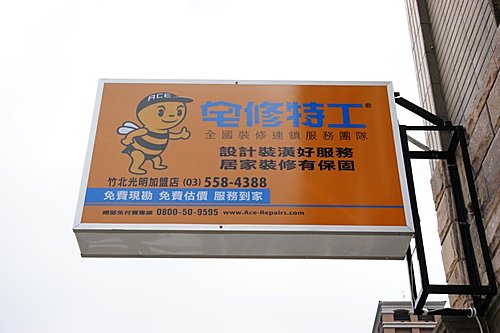 ACE
宅修特工®
全國裝修連鎖服務團隊
設計裝潢好服務
居家裝修有保固
竹北光明加盟店 (03) 558-4388
免費現勘 免費估價 服務到家
總部免付費專線 0800-50-9595 www.Ace-Repairs.com